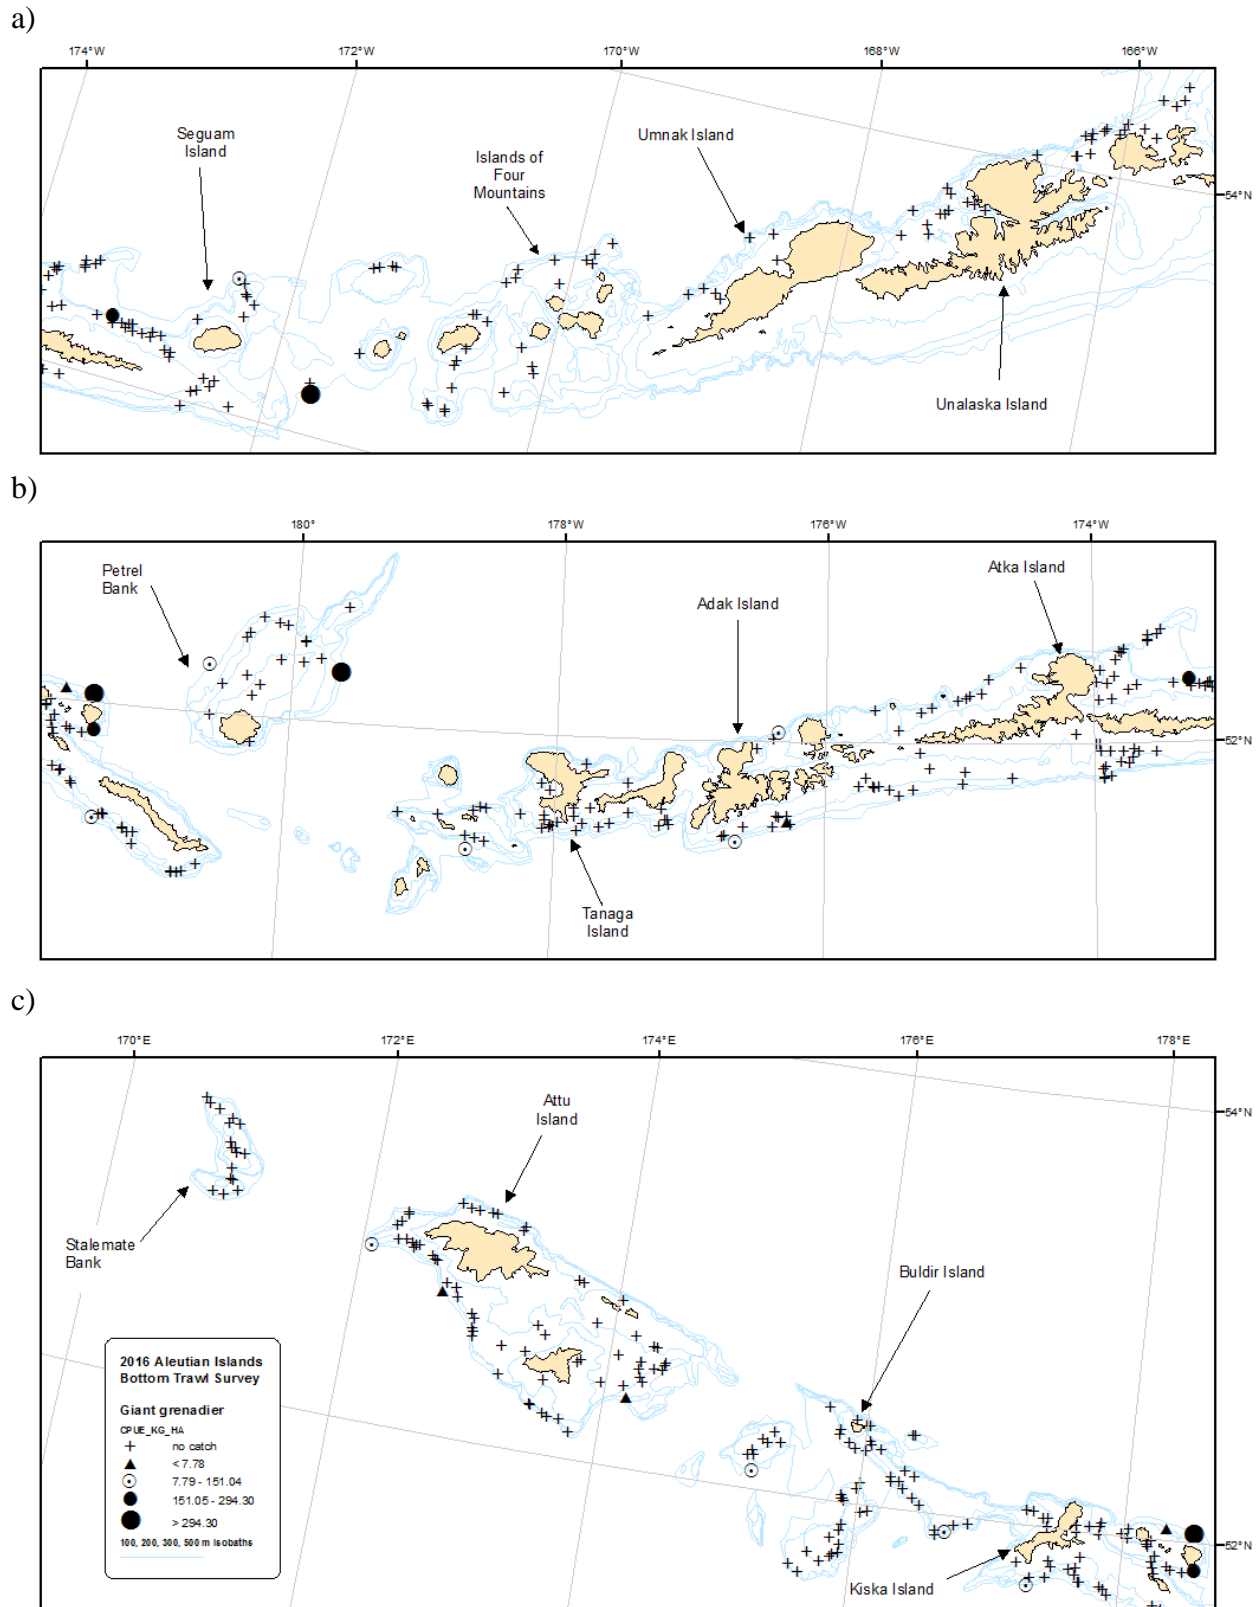 a)
174°W 172°W 170°W 168°W 166°W
Seguam
Island
Islands of
Four
Mountains
Umnak Island
54°N
Unalaska Island
b)
180° 178°W 176°W 174°W
Petrel
Bank
Adak Island
Atka Island
52°N
Tanaga
Island
c)
170°E 172°E 174°E 176°E 178°E
Attu
Island
54°N
Stalemate
Bank
Buldir Island
2016 Aleutian Islands
Bottom Trawl Survey
Giant grenadier
CPUE_KG_HA
no catch
< 7.78
7.79 - 151.04
151.05 - 294.30
> 294.30
100, 200, 300, 500 m Isobaths
52°N
Kiska Island